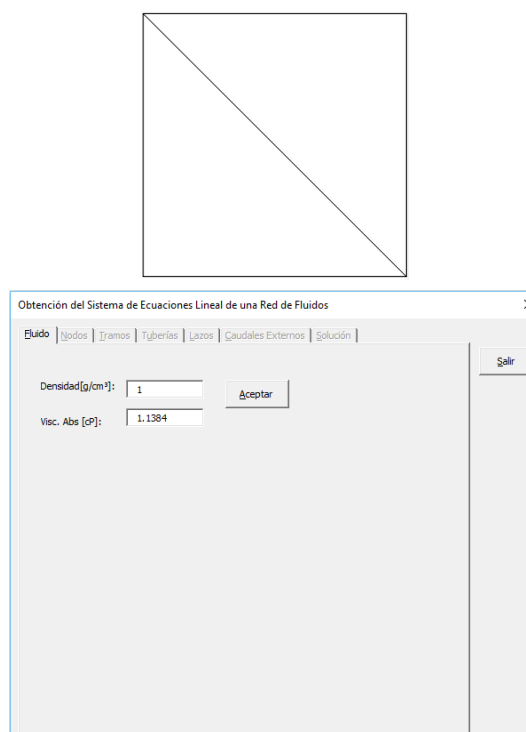 Obtención del Sistema de Ecuaciones Lineal de una Red de Fluidos
Fluido Nodos Tramos Tuberías Lazos Caudales Externos Solución
Salir
Densidad[g/cm³]: 1
Aceptar
Visc. Abs [cP]: 1.1384